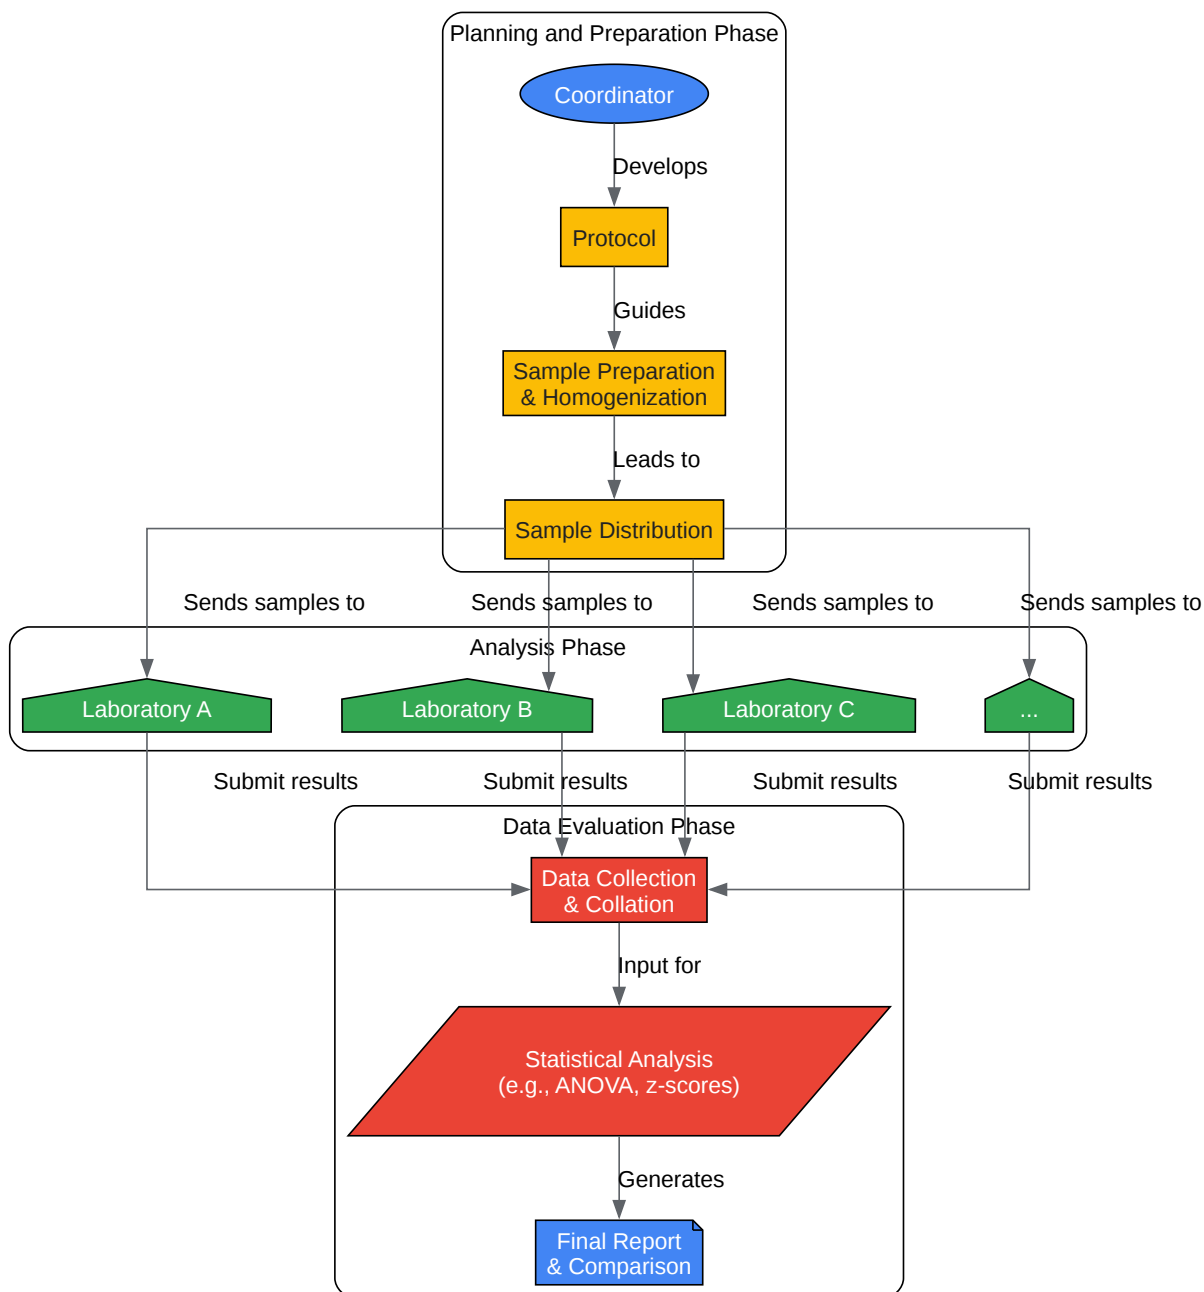 Planning and Preparation Phase
Coordinator
Develops
Protocol
Guides
Sample Preparation
& Homogenization
Leads to
Sample Distribution
Sends samples to
Sends samples to
Sends samples to
Sends samples to
Analysis Phase
Laboratory A
Laboratory B
Laboratory C
...
Submit results
Submit results
Submit results
Submit results
Data Evaluation Phase
Data Collection
& Collation
Input for
Statistical Analysis
(e.g., ANOVA, z-scores)
Generates
Final Report
& Comparison